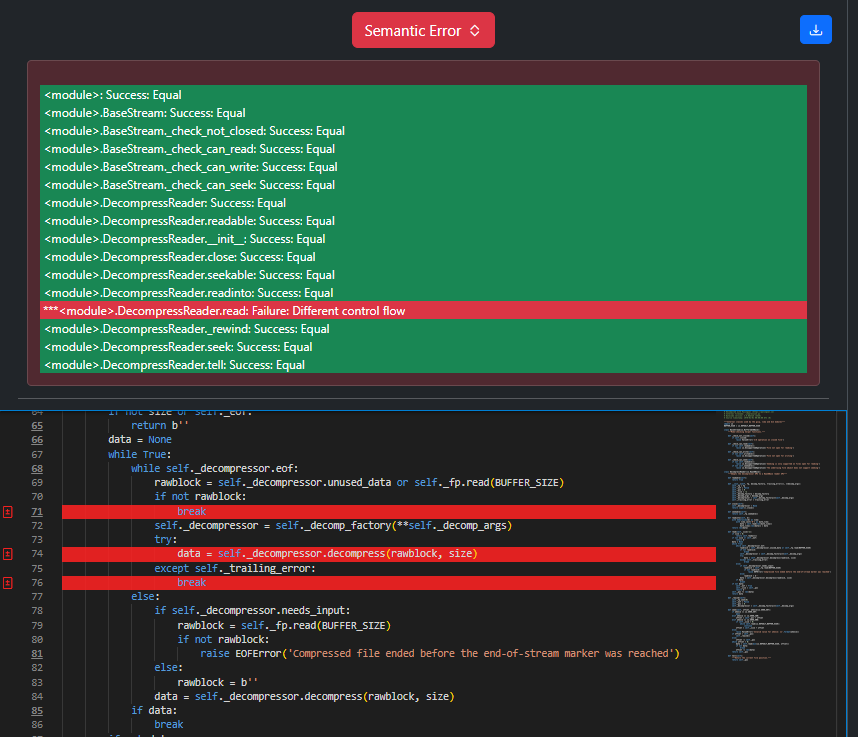 Semantic Error
<module>: Success: Equal
<module>.BaseStream: Success: Equal
<module>.BaseStream._check_not_closed: Success: Equal
<module>.BaseStream._check_can_read: Success: Equal
<module>.BaseStream._check_can_write: Success: Equal
<module>.BaseStream._check_can_seek: Success: Equal
<module>.DecompressReader: Success: Equal
<module>.DecompressReader.readable: Success: Equal
<module>.DecompressReader.__init__: Success: Equal
<module>.DecompressReader.close: Success: Equal
<module>.DecompressReader.seekable: Success: Equal
<module>.DecompressReader.readinto: Success: Equal
***<module>.DecompressReader.read: Failure: Different control flow
<module>.DecompressReader._rewind: Success: Equal
<module>.DecompressReader.seek: Success: Equal
<module>.DecompressReader.tell: Success: Equal
64 if not size or self._eof:
65 return b''
66 data = None
67 while True:
68 while self._decompressor.eof:
69 rawblock = self._decompressor.unused_data or self._fp.read(BUFFER_SIZE)
70 if not rawblock:
71 break
72 self._decompressor = self._decomp_factory(**self._decomp_args)
73 try:
74 data = self._decompressor.decompress(rawblock, size)
75 except self._trailing_error:
76 break
77 else:
78 if self._decompressor.needs_input:
79 rawblock = self._fp.read(BUFFER_SIZE)
80 if not rawblock:
81 raise EOFError('Compressed file ended before the end-of-stream marker was reached')
82 else:
83 rawblock = b''
84 data = self._decompressor.decompress(rawblock, size)
85 if data:
86 break